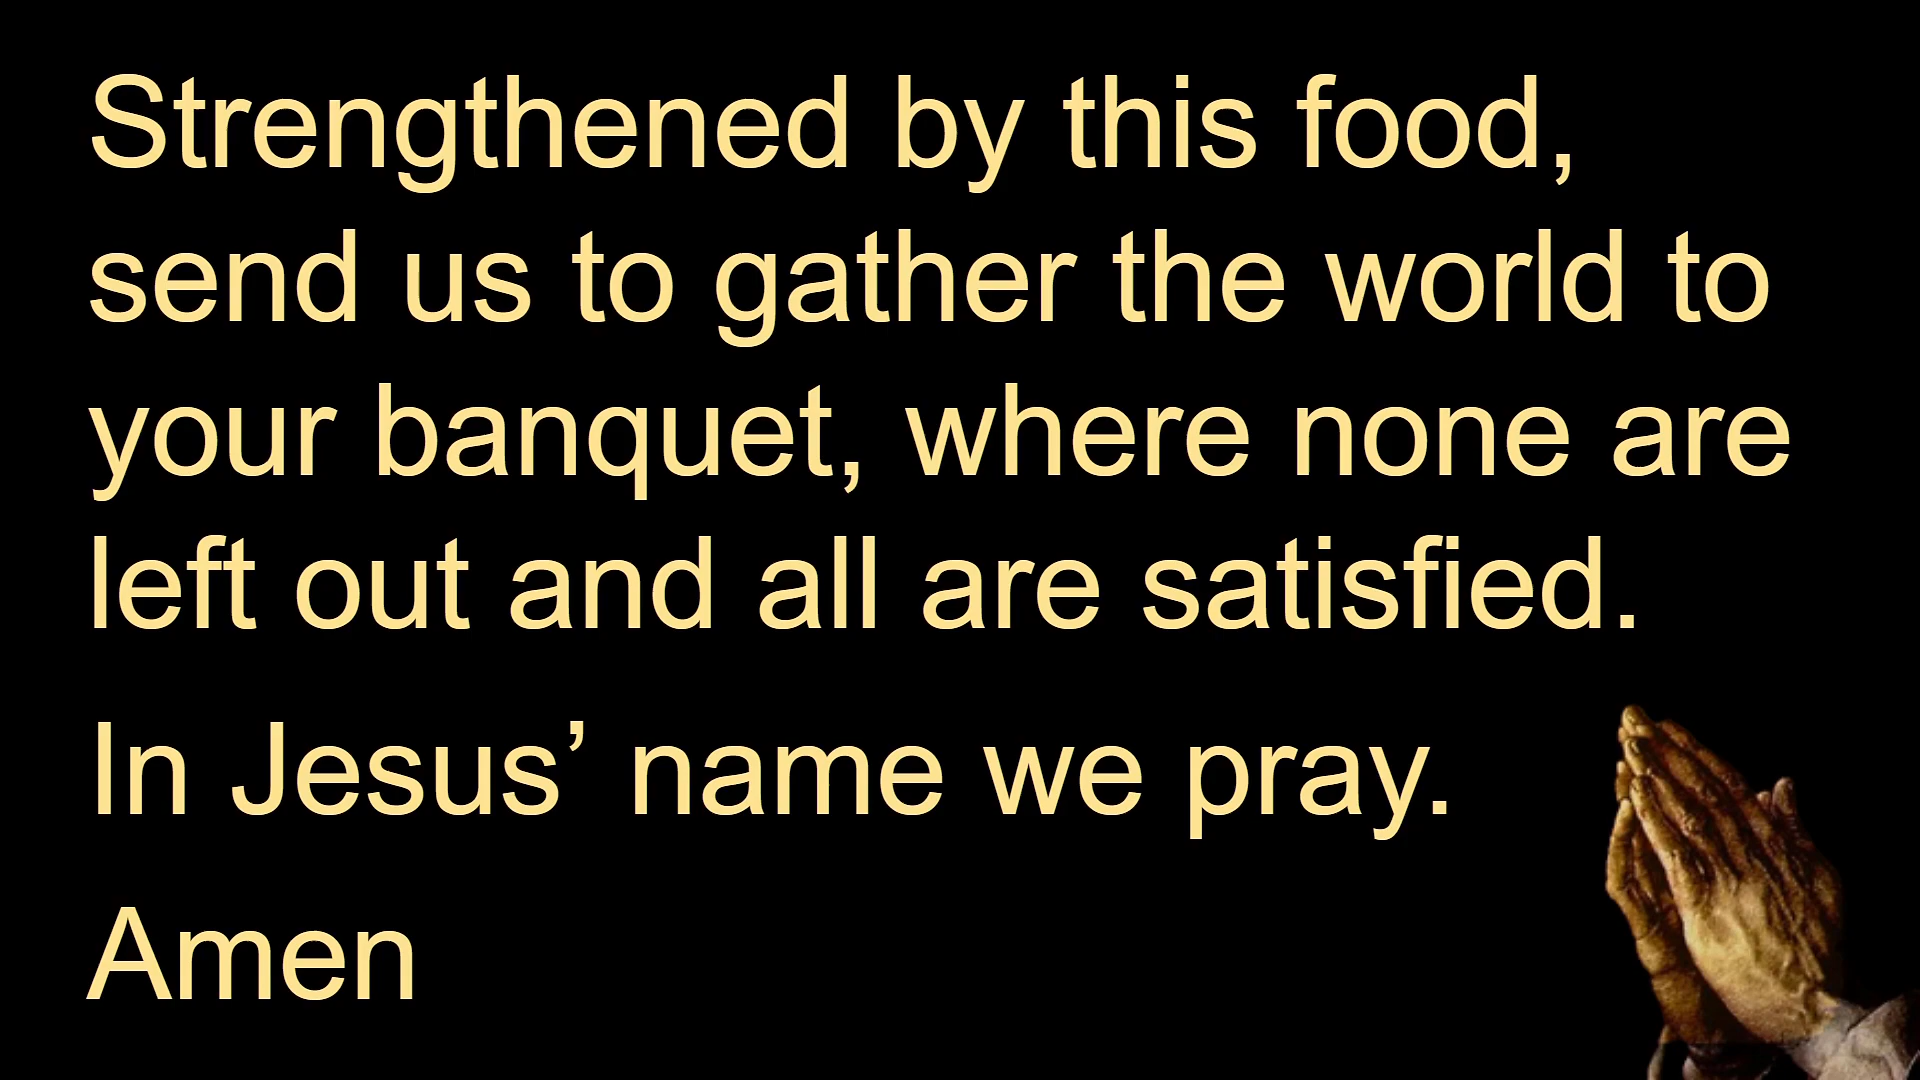 Strengthened by this food,
send us to gather the world to
your banquet, where none are
left out and all are satisfied.
In Jesus’ name we pray.
Amen